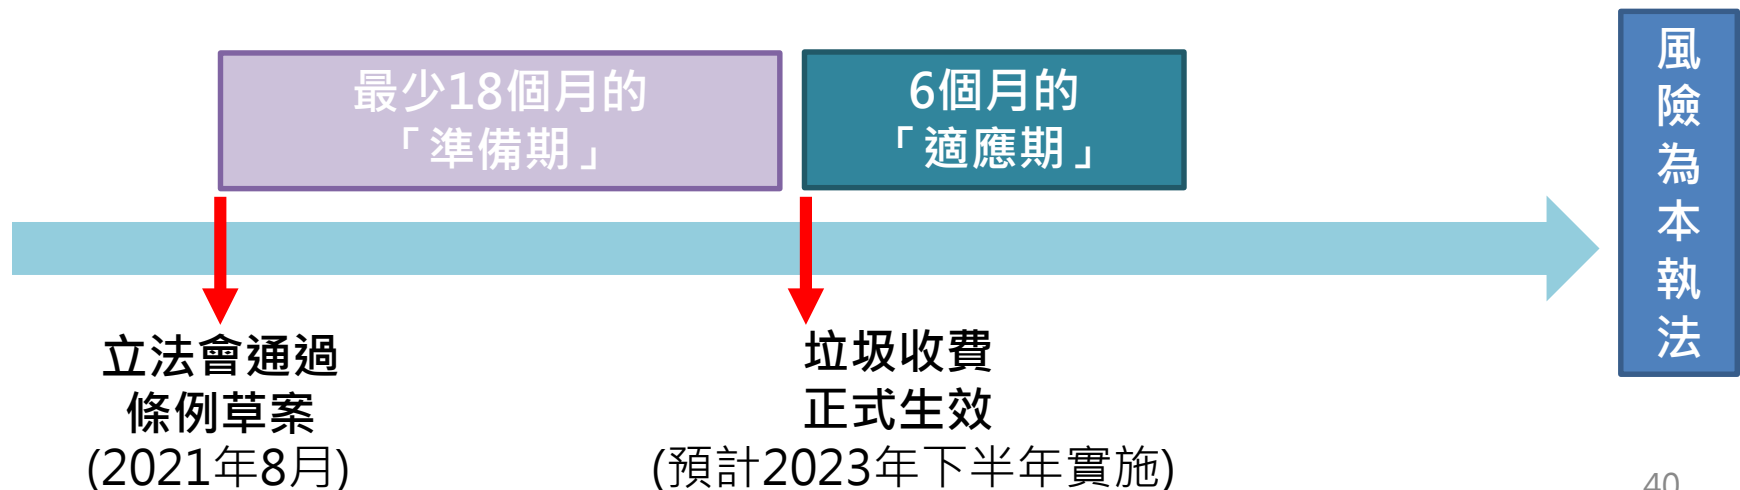 最少18個月的
「準備期」
6個月的
「適應期」
風
險
為
本
執
法
立法會通過
條例草案
(2021年8月)
垃圾收費
正式生效
(預計2023年下半年實施)
40